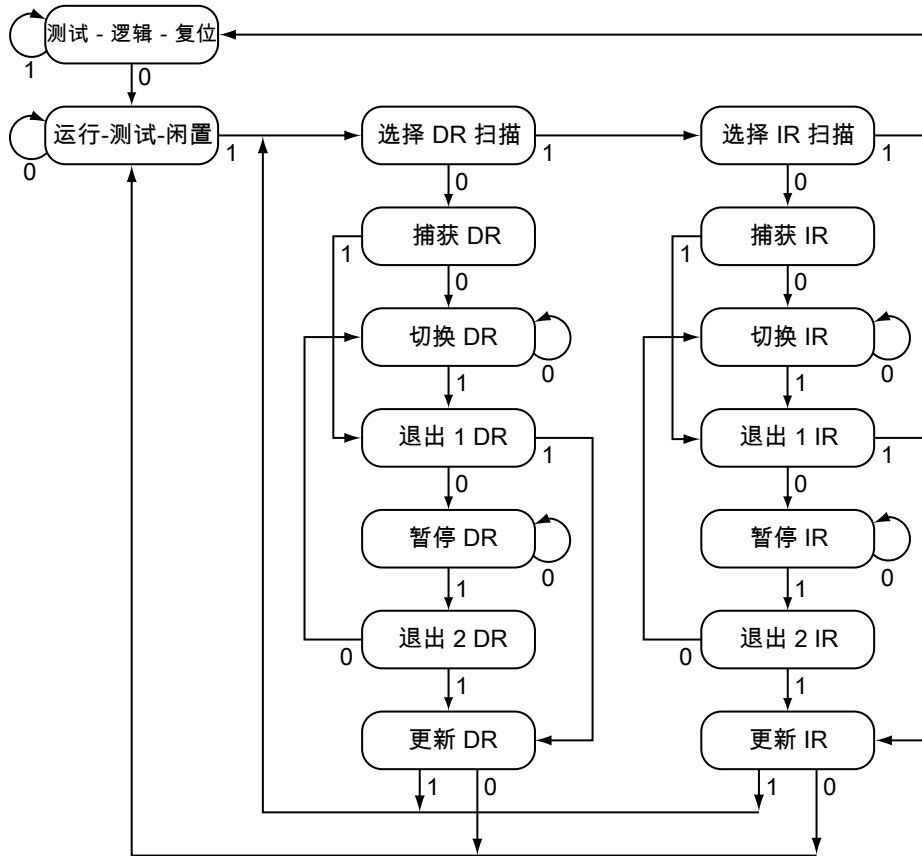 测试 - 逻辑 - 复位
1
0
运行-测试-闲置
0
1
选择 DR 扫描
1
选择 IR 扫描
1
0
0
捕获 DR
1
捕获 IR
1
0
0
切换 DR
0
切换 IR
0
1
1
退出 1 DR
1
退出 1 IR
1
0
0
暂停 DR
0
暂停 IR
0
1
1
退出 2 DR
0
退出 2 IR
0
1
1
更新 DR
更新 IR
1
0
1
0